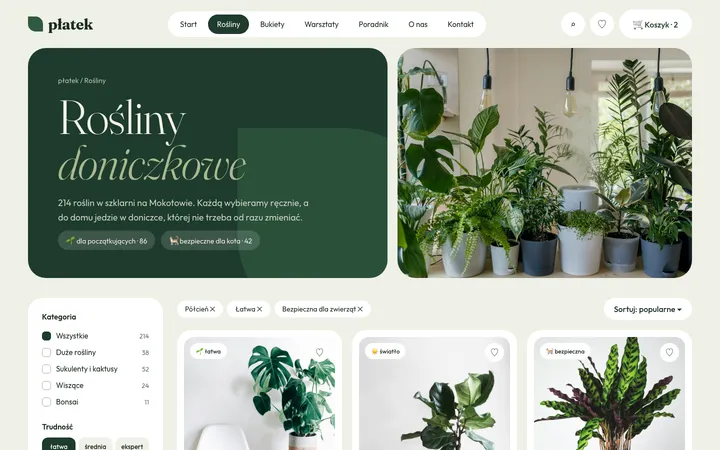 płatek
Start
Rośliny
Bukiety
Warsztaty
Poradnik
O nas
Kontakt
Koszyk · 2
płatek / Rośliny
Rośliny
doniczkowe
214 roślin w szklarni na Mokotowie. Każdą wybieramy ręcznie, a
do domu jedzie w doniczce, której nie trzeba od razu zmieniać.
dla początkujących · 86
bezpieczne dla kota · 42
Kategoria
Wszystkie 214
Duże rośliny 38
Sukulenty i kaktusy 52
Wiszące 24
Bonsai 11
Trudność
łatwa
średnia
ekspert
Półcień ✕
Łatwa ✕
Bezpieczna dla zwierząt ✕
Sortuj: popularne
łatwa
światło
bezpieczna